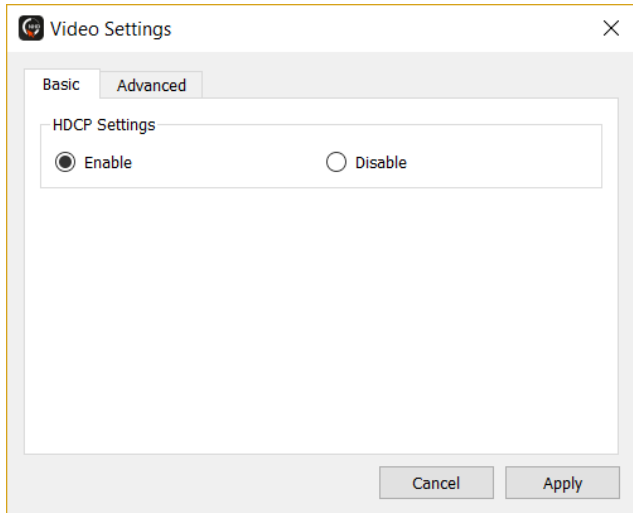 Video Settings
Basic Advanced
HDCP Settings
Enable Disable
Cancel Apply